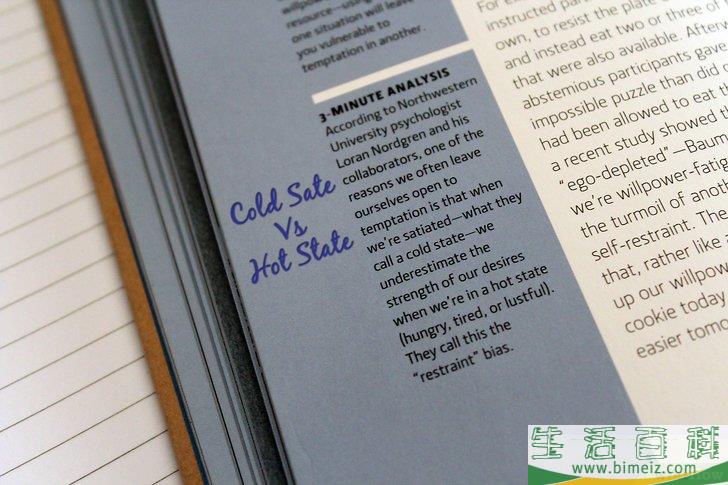 willpo
resource—using
one situation will leave
you vulnerable to
temptation in another.
3-MINUTE ANALYSIS
According to Northwestern
University psychologist
Loran Nordgren and his
collaborators, one of the
reasons we often leave
ourselves open to
temptation is that when
we're satiated—what they
call a cold state—we
underestimate the
strength of our desires
when we're in a hot state
(hungry, tired, or lustful).
They call this the
"restraint" bias.
Cold Sate
Vs
Hot State
For e
instructed par
own, to resist the plate
and instead eat two or three of
that were also available. After
abstemious participants gave
impossible puzzle than did
had been allowed to eat t
a recent study showed th
"ego-depleted"—Baum
we're willpower-fatig
the turmoil of anot
self-restraint. Thi
that, rather like a
up our willpow
cookie today
easier tomo
生活百科
www.bimeiz.com